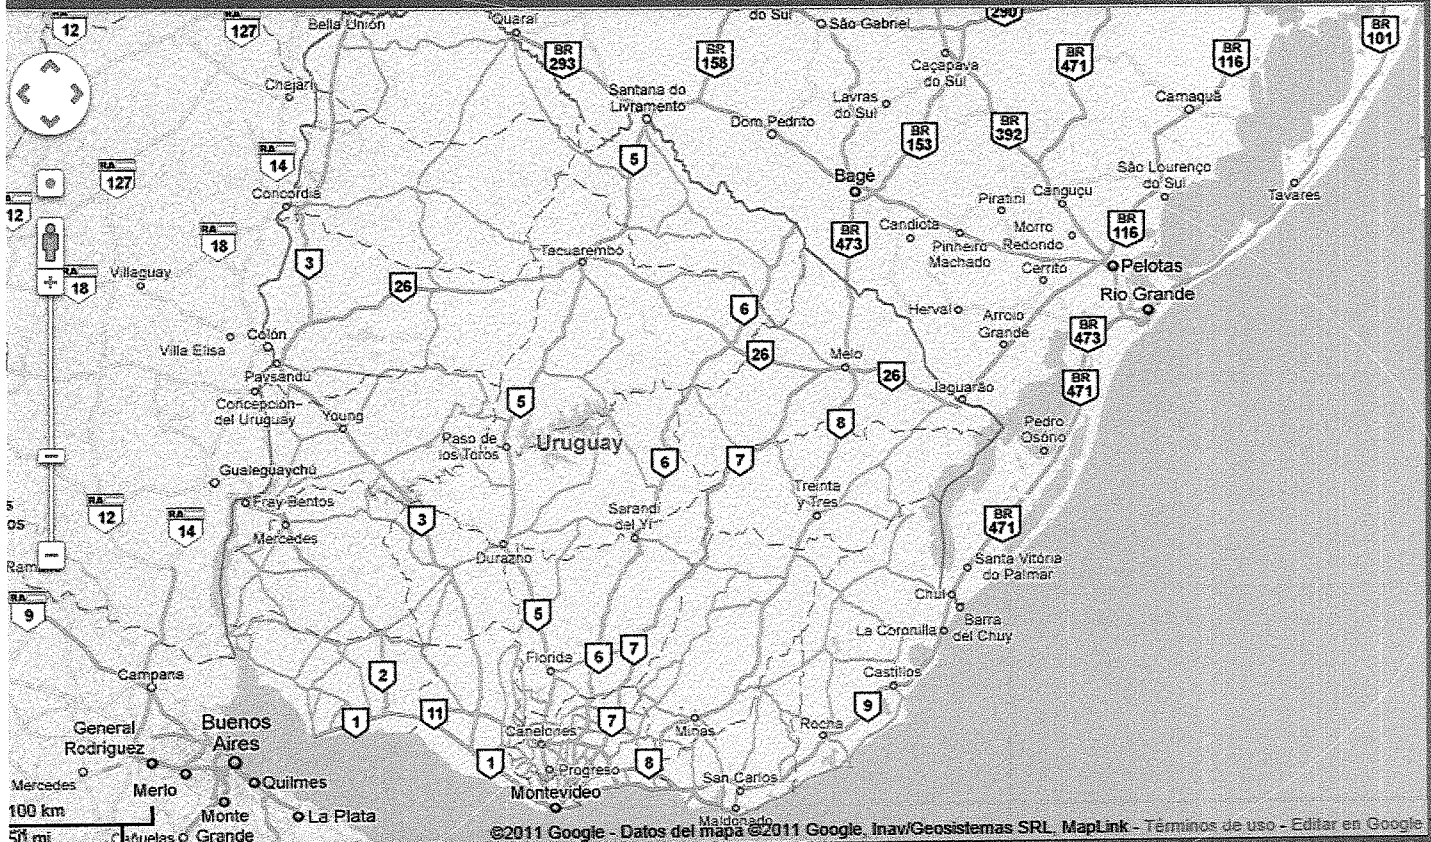 12
RA
127
Bella Unión
Quaraí
do Sul
São Gabriel
290
BR
101
BR
293
BR
158
Caçapava
do Sul
BR
471
BR
116
Chajarí
Santana do
Livramento
Lavras
do Sul
Camaquã
Dom Pedrito
BR
153
BR
392
RA
14
5
RA
127
São Lourenço
do Sul
Bagé
Concordia
Piratini
Canguçu
Tavares
12
RA
18
Candiota
Morro
Redondo
BR
116
BR
473
Pinheiro
Machado
Tacuarembó
3
Villaguay
RA
18
26
Cerrito
Pelotas
Rio Grande
6
Herval
Arroio
Grande
BR
473
Colón
Villa Elisa
26
Melo
26
Paysandú
Jaguarão
BR
471
Concepción
del Uruguay
Young
5
8
Pedro
Osório
Paso de
los Toros
Uruguay
6
7
Gualeguaychú
Treinta
y Tres
Fray Bentos
RA
12
RA
14
Mercedes
3
Sarandí
del Yí
BR
471
Durazno
Santa Vitória
do Palmar
RA
9
Chuí
5
Barra
del Chuy
La Coronilla
Florida
6
7
Campana
2
Castillos
9
General
Rodriguez
Buenos
Aires
1
11
7
Minas
Rocha
Canelones
1
Progreso
8
San Carlos
Mercedes
Merlo
Quilmes
Montevideo
Maldonado
100 km
50 mi
Monte
Grande
La Plata
Cañuelas
©2011 Google - Datos del mapa ©2011 Google, Inav/Geosistemas SRL, MapLink - Términos de uso - Editar en Google